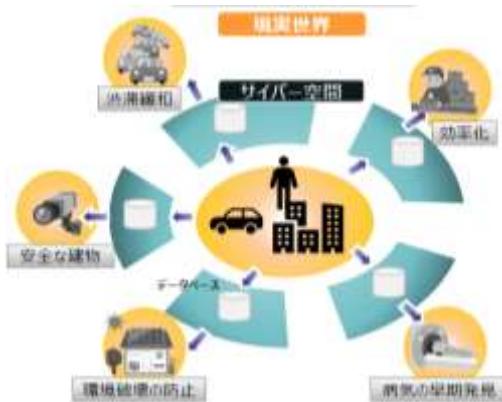 現実世界
サイバー空間
渋滞緩和
効率化
安全な建物
データベース
環境破壊の防止
病気の早期発見